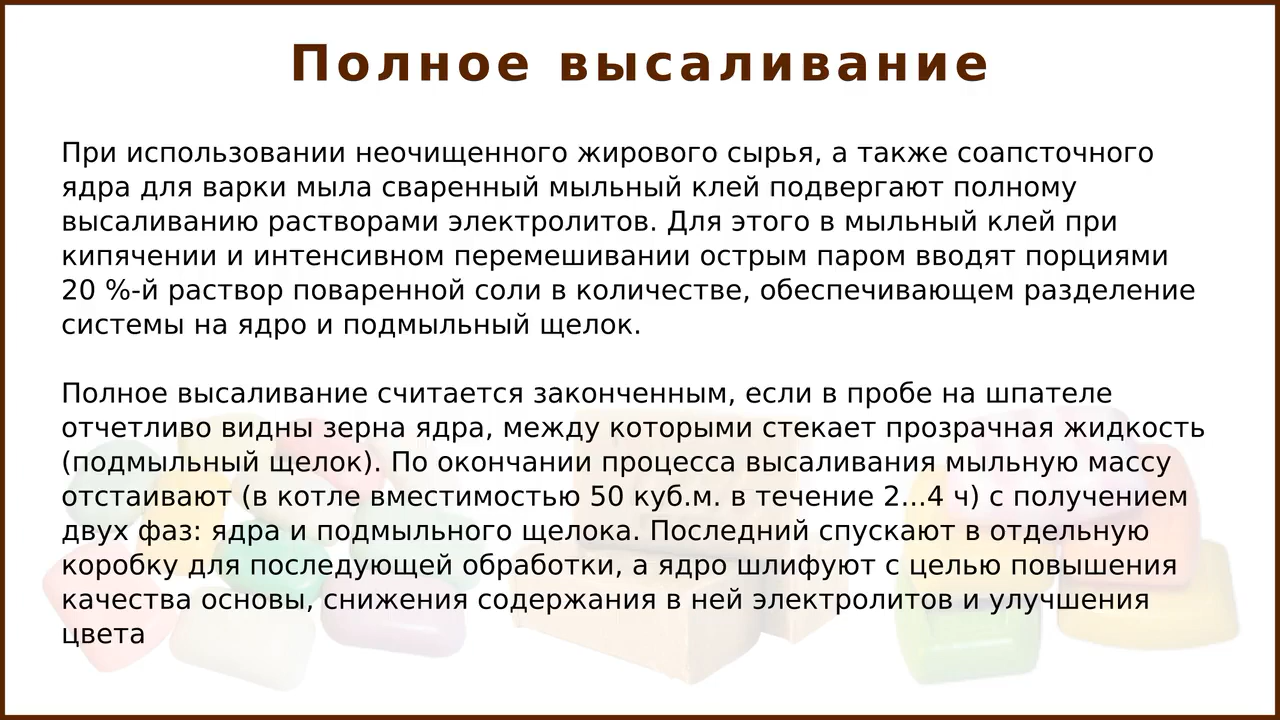 Полное высаливание
При использовании неочищенного жирового сырья, а также соапсточного
ядра для варки мыла сваренный мыльный клей подвергают полному
высаливанию растворами электролитов. Для этого в мыльный клей при
кипячении и интенсивном перемешивании острым паром вводят порциями
20 %-й раствор поваренной соли в количестве, обеспечивающем разделение
системы на ядро и подмыльный щелок.
Полное высаливание считается законченным, если в пробе на шпателе
отчетливо видны зерна ядра, между которыми стекает прозрачная жидкость
(подмыльный щелок). По окончании процесса высаливания мыльную массу
отстаивают (в котле вместимостью 50 куб.м. в течение 2...4 ч) с получением
двух фаз: ядра и подмыльного щелока. Последний спускают в отдельную
коробку для последующей обработки, а ядро шлифуют с целью повышения
качества основы, снижения содержания в ней электролитов и улучшения
цвета